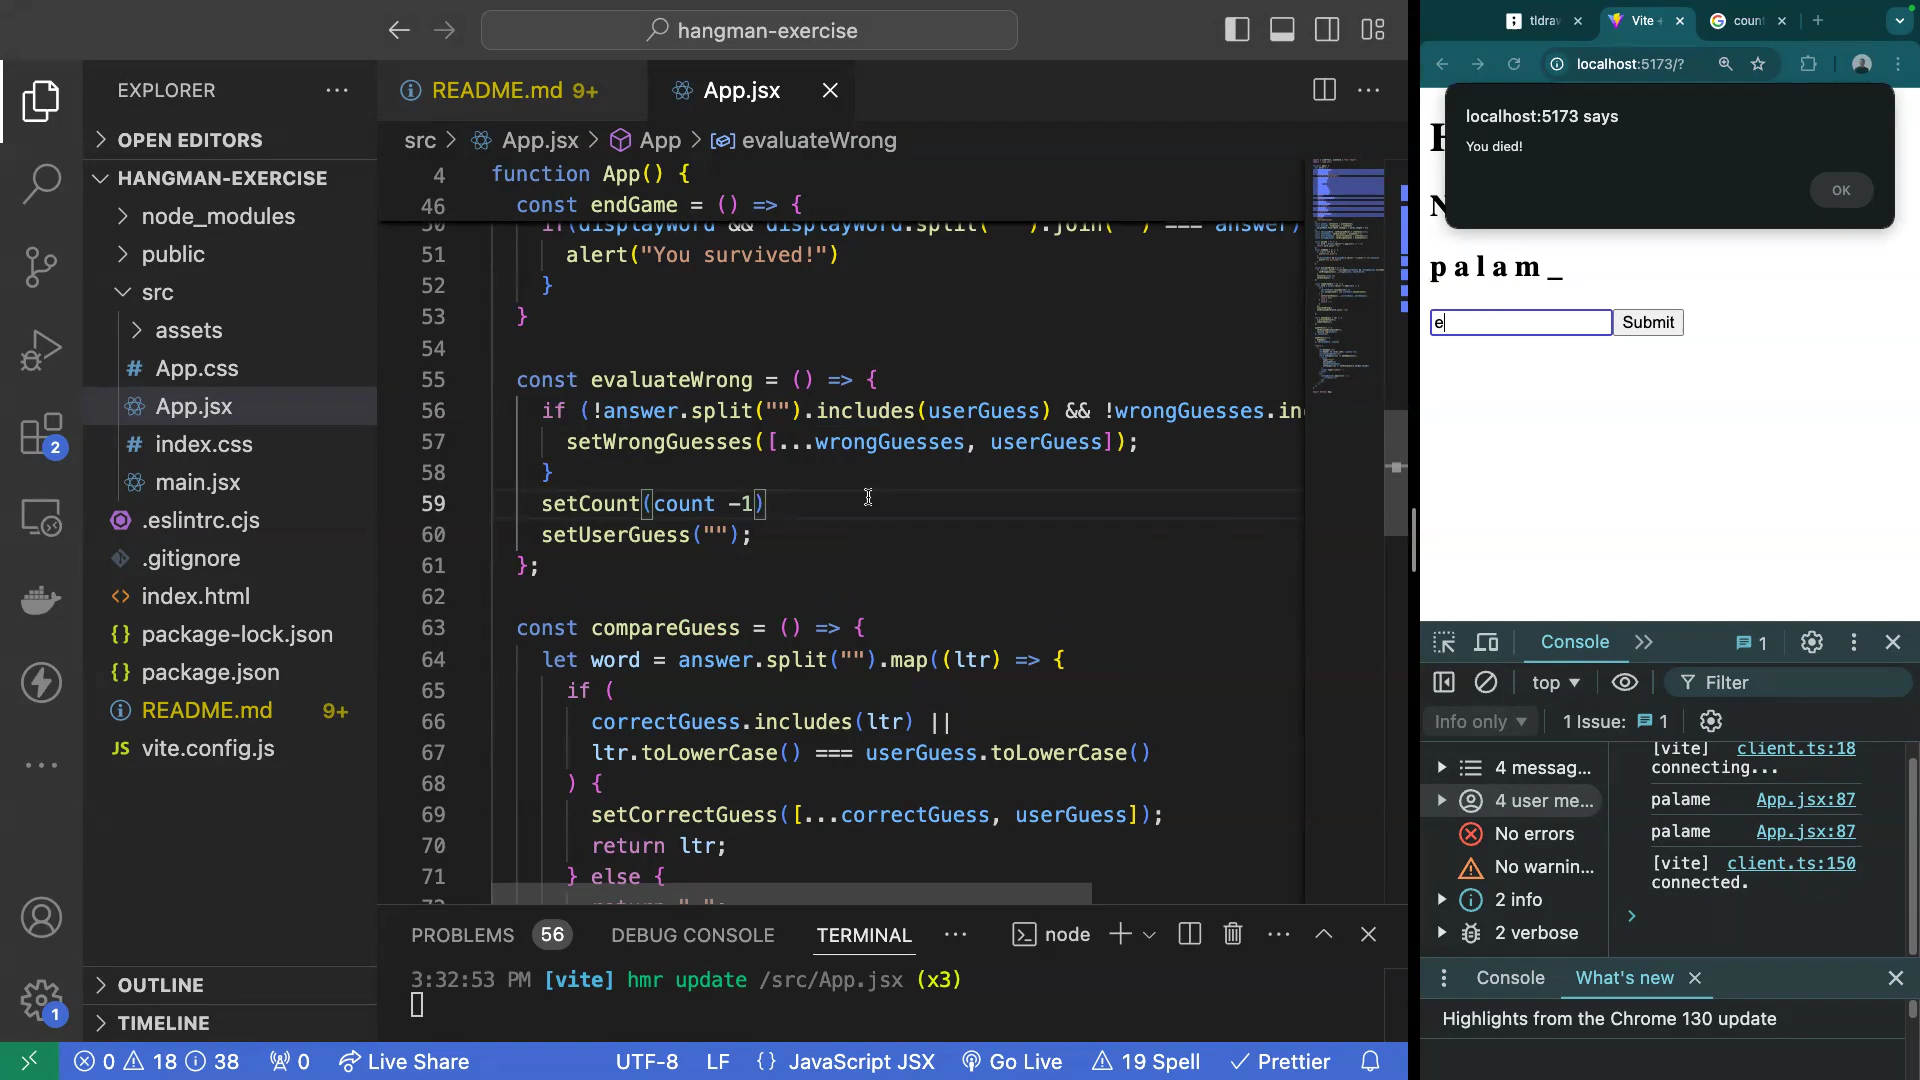 hangman-exercise
EXPLORER
OPEN EDITORS
HANGMAN-EXERCISE
node_modules
public
src
assets
App.css
App.jsx
index.css
main.jsx
.eslintrc.cjs
.gitignore
index.html
package-lock.json
package.json
README.md 9+
vite.config.js
OUTLINE
TIMELINE
2
1
README.md 9+
App.jsx
src > App.jsx > App > evaluateWrong
4 function App() {
46 const endGame = () => {
51 alert("You survived!")
52 }
53 }
54
55 const evaluateWrong = () => {
56 if (!answer.split("").includes(userGuess) && !wrongGuesses.in
57 setWrongGuesses([...wrongGuesses, userGuess]);
58 }
59 setCount(count -1)
60 setUserGuess("");
61 };
62
63 const compareGuess = () => {
64 let word = answer.split("").map((ltr) => {
65 if (
66 correctGuess.includes(ltr) ||
67 ltr.toLowerCase() === userGuess.toLowerCase()
68 ) {
69 setCorrectGuess([...correctGuess, userGuess]);
70 return ltr;
71 } else {
PROBLEMS 56 DEBUG CONSOLE TERMINAL node
3:32:53 PM [vite] hmr update /src/App.jsx (x3)
0 18 38 0 Live Share UTF-8 LF {} JavaScript JSX Go Live 19 Spell Prettier
tldra
Vite +
count
localhost:5173/?
localhost:5173 says
You died!
OK
p a l a m _
e
Submit
Console 1
top Filter
Info only 1 Issue: 1
4 messag...
4 user me...
No errors
No warnin...
2 info
2 verbose
[vite] client.ts:18
connecting...
palame App.jsx:87
palame App.jsx:87
[vite] client.ts:150
connected.
Console What's new
Highlights from the Chrome 130 update